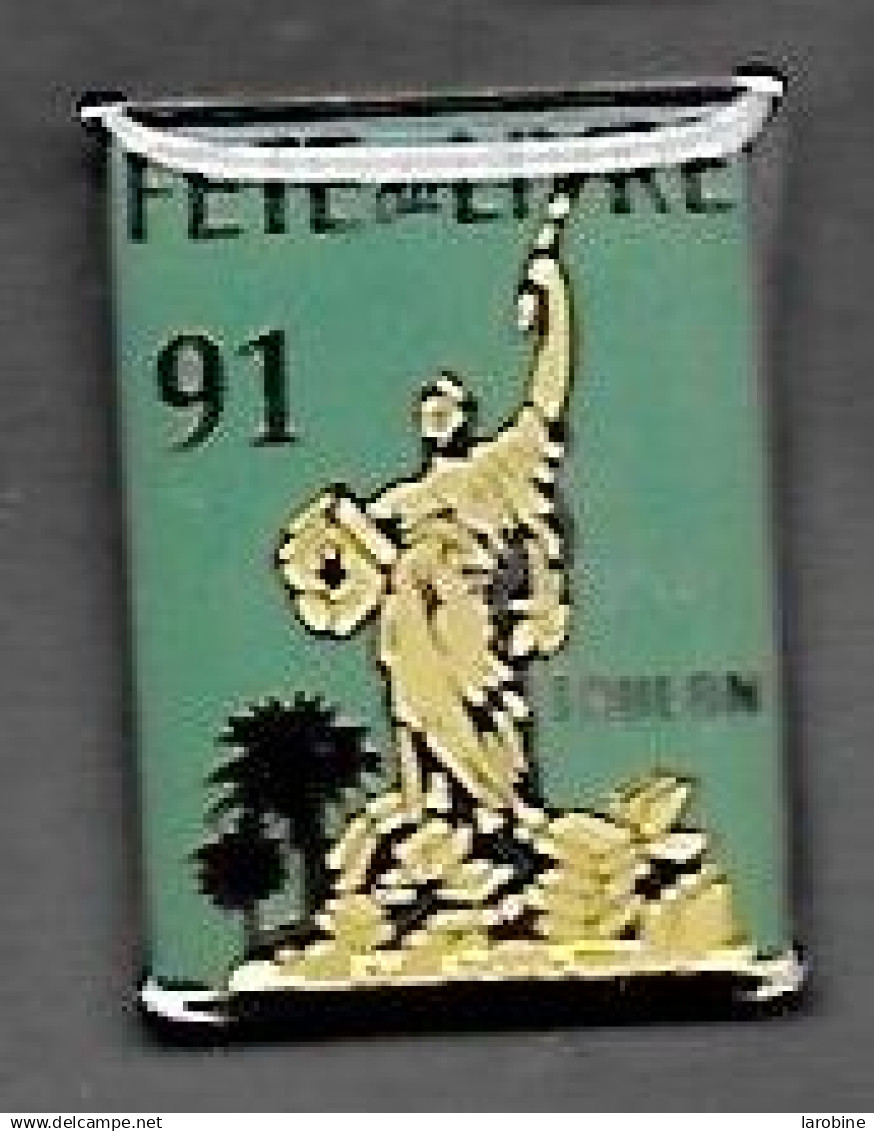 FETE du LIVRE
91
TOULON
www.delcampe.net
larobine